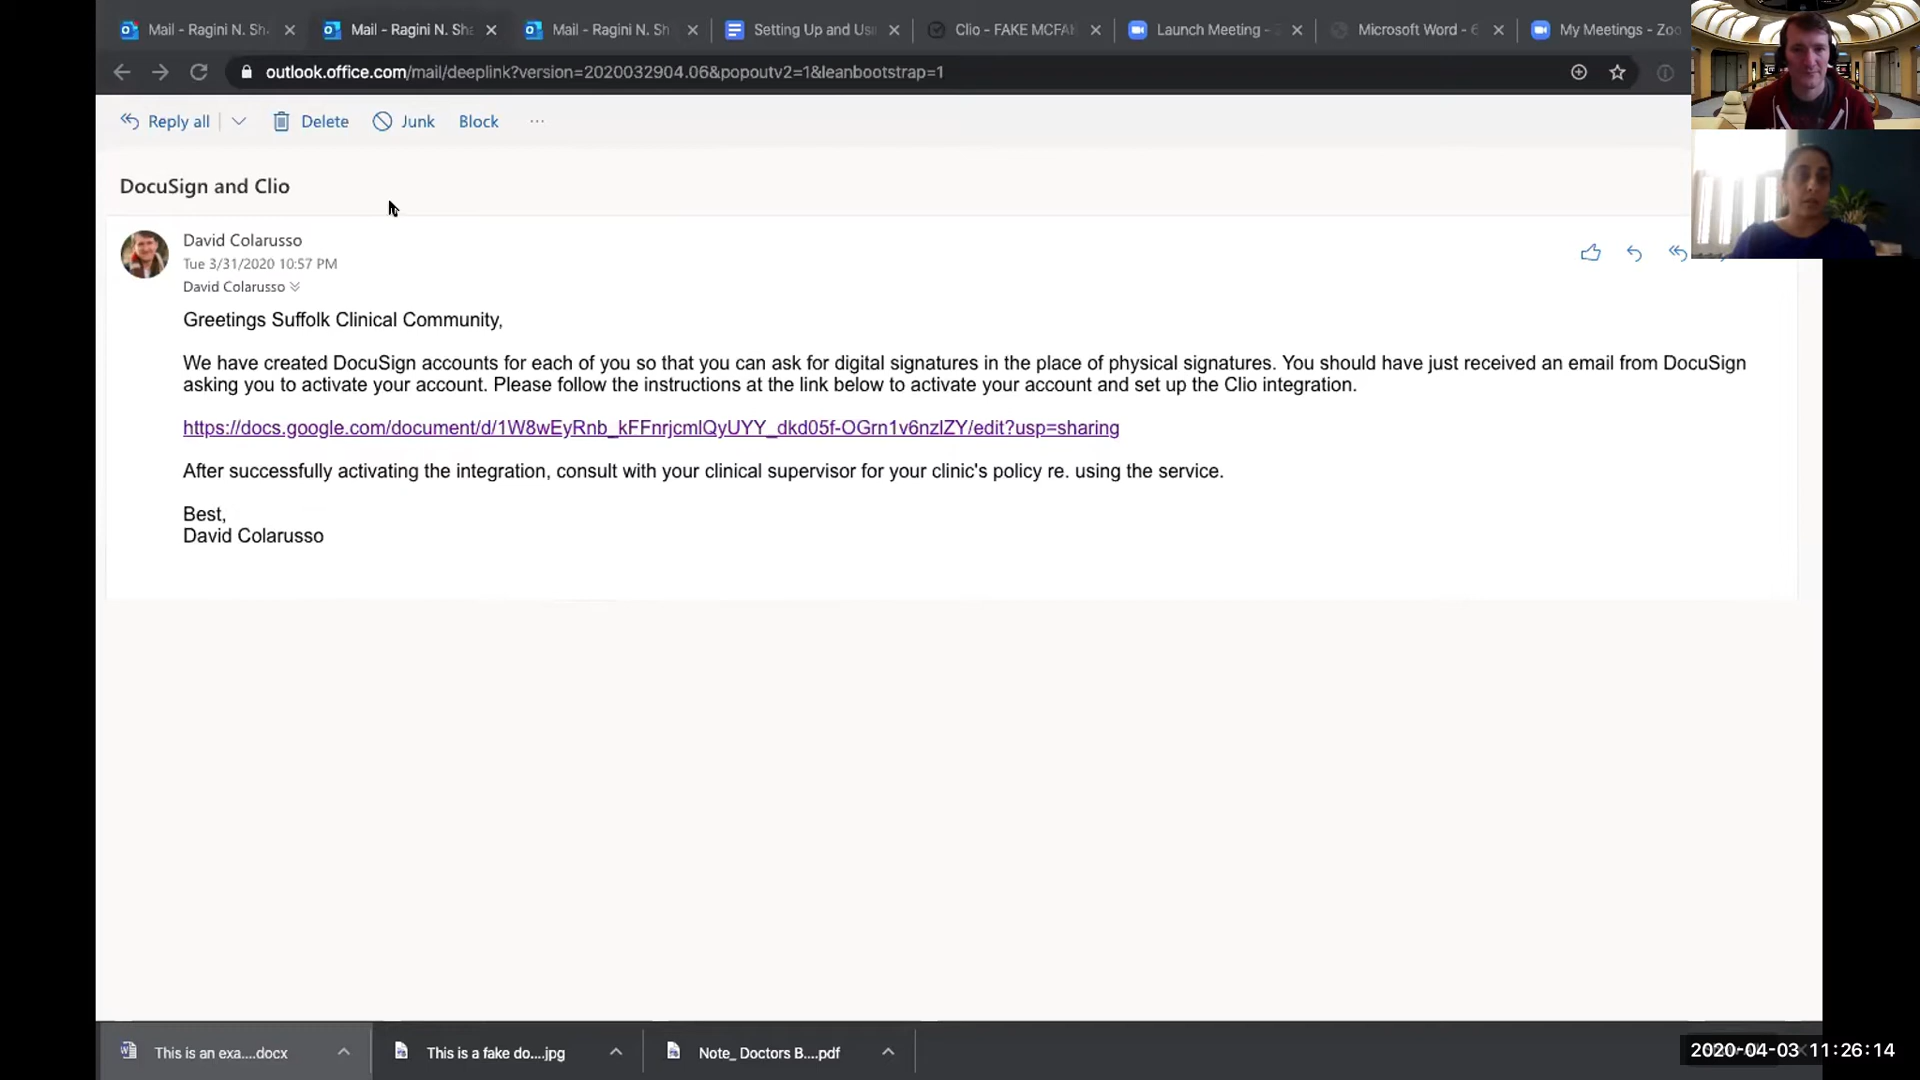 Mail - Ragini N. Sh
Mail - Ragini N. Sha
Mail - Ragini N. Sh
Setting Up and Usi
Clio - FAKE MCFA
Launch Meeting -
Microsoft Word - 6
My Meetings - Zoo
outlook.office.com/mail/deeplink?version=2020032904.06&popoutv2=1&leanbootstrap=1
Reply all
Delete
Junk
Block
...
DocuSign and Clio
David Colarusso
Tue 3/31/2020 10:57 PM
David Colarusso
Greetings Suffolk Clinical Community,
We have created DocuSign accounts for each of you so that you can ask for digital signatures in the place of physical signatures. You should have just received an email from DocuSign
asking you to activate your account. Please follow the instructions at the link below to activate your account and set up the Clio integration.
https://docs.google.com/document/d/1W8wEyRnb_kFFnrjcmlQyUYY_dkd05f-OGrn1v6nzlZY/edit?usp=sharing
After successfully activating the integration, consult with your clinical supervisor for your clinic's policy re. using the service.
Best,
David Colarusso
This is an exa....docx
This is a fake do....jpg
Note_ Doctors B....pdf
2020-04-03 11:26:14